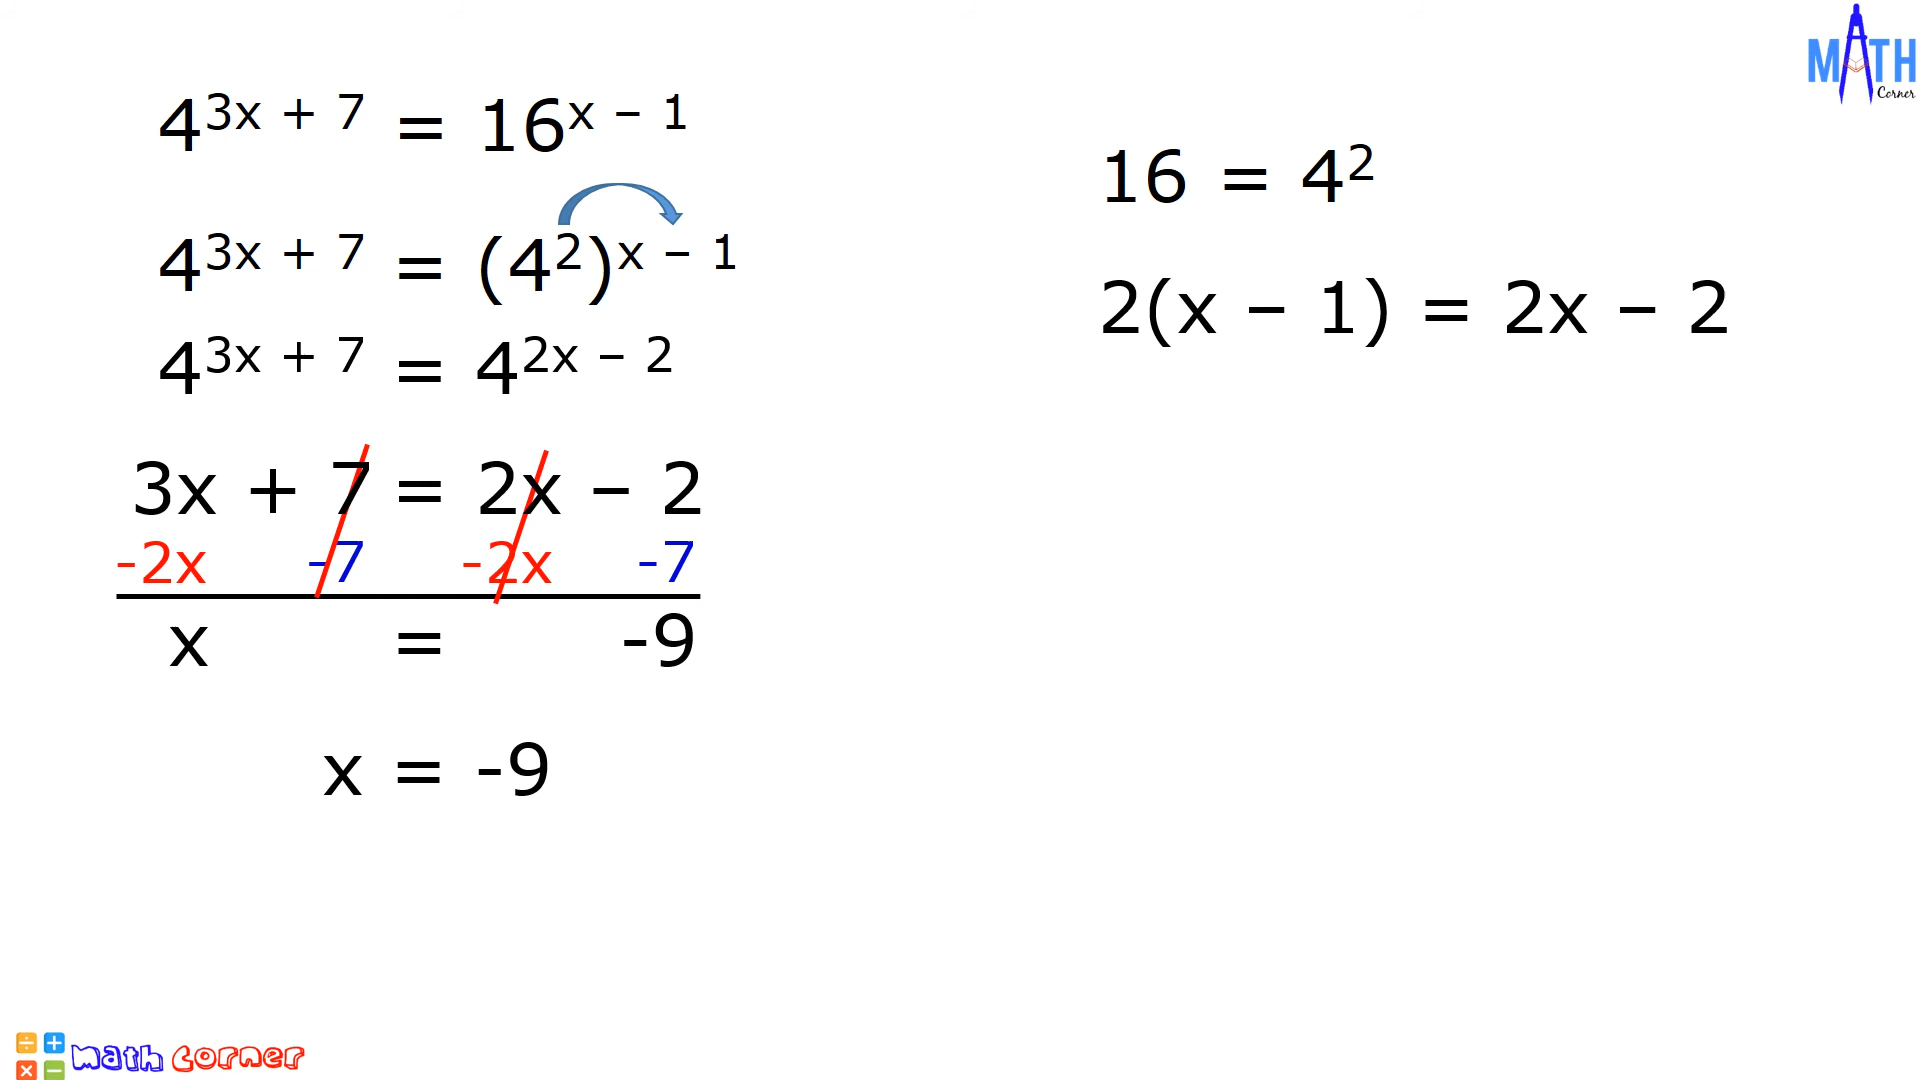 MATH
Corner
4^(3x + 7) = 16^(x – 1)
4^(3x + 7) = (4^2)^(x – 1)
4^(3x + 7) = 4^(2x – 2)
3x + 7 = 2x – 2
-2x -7 -2x -7
x = -9
x = -9
16 = 4^2
2(x – 1) = 2x – 2
÷ +
× −
math corner